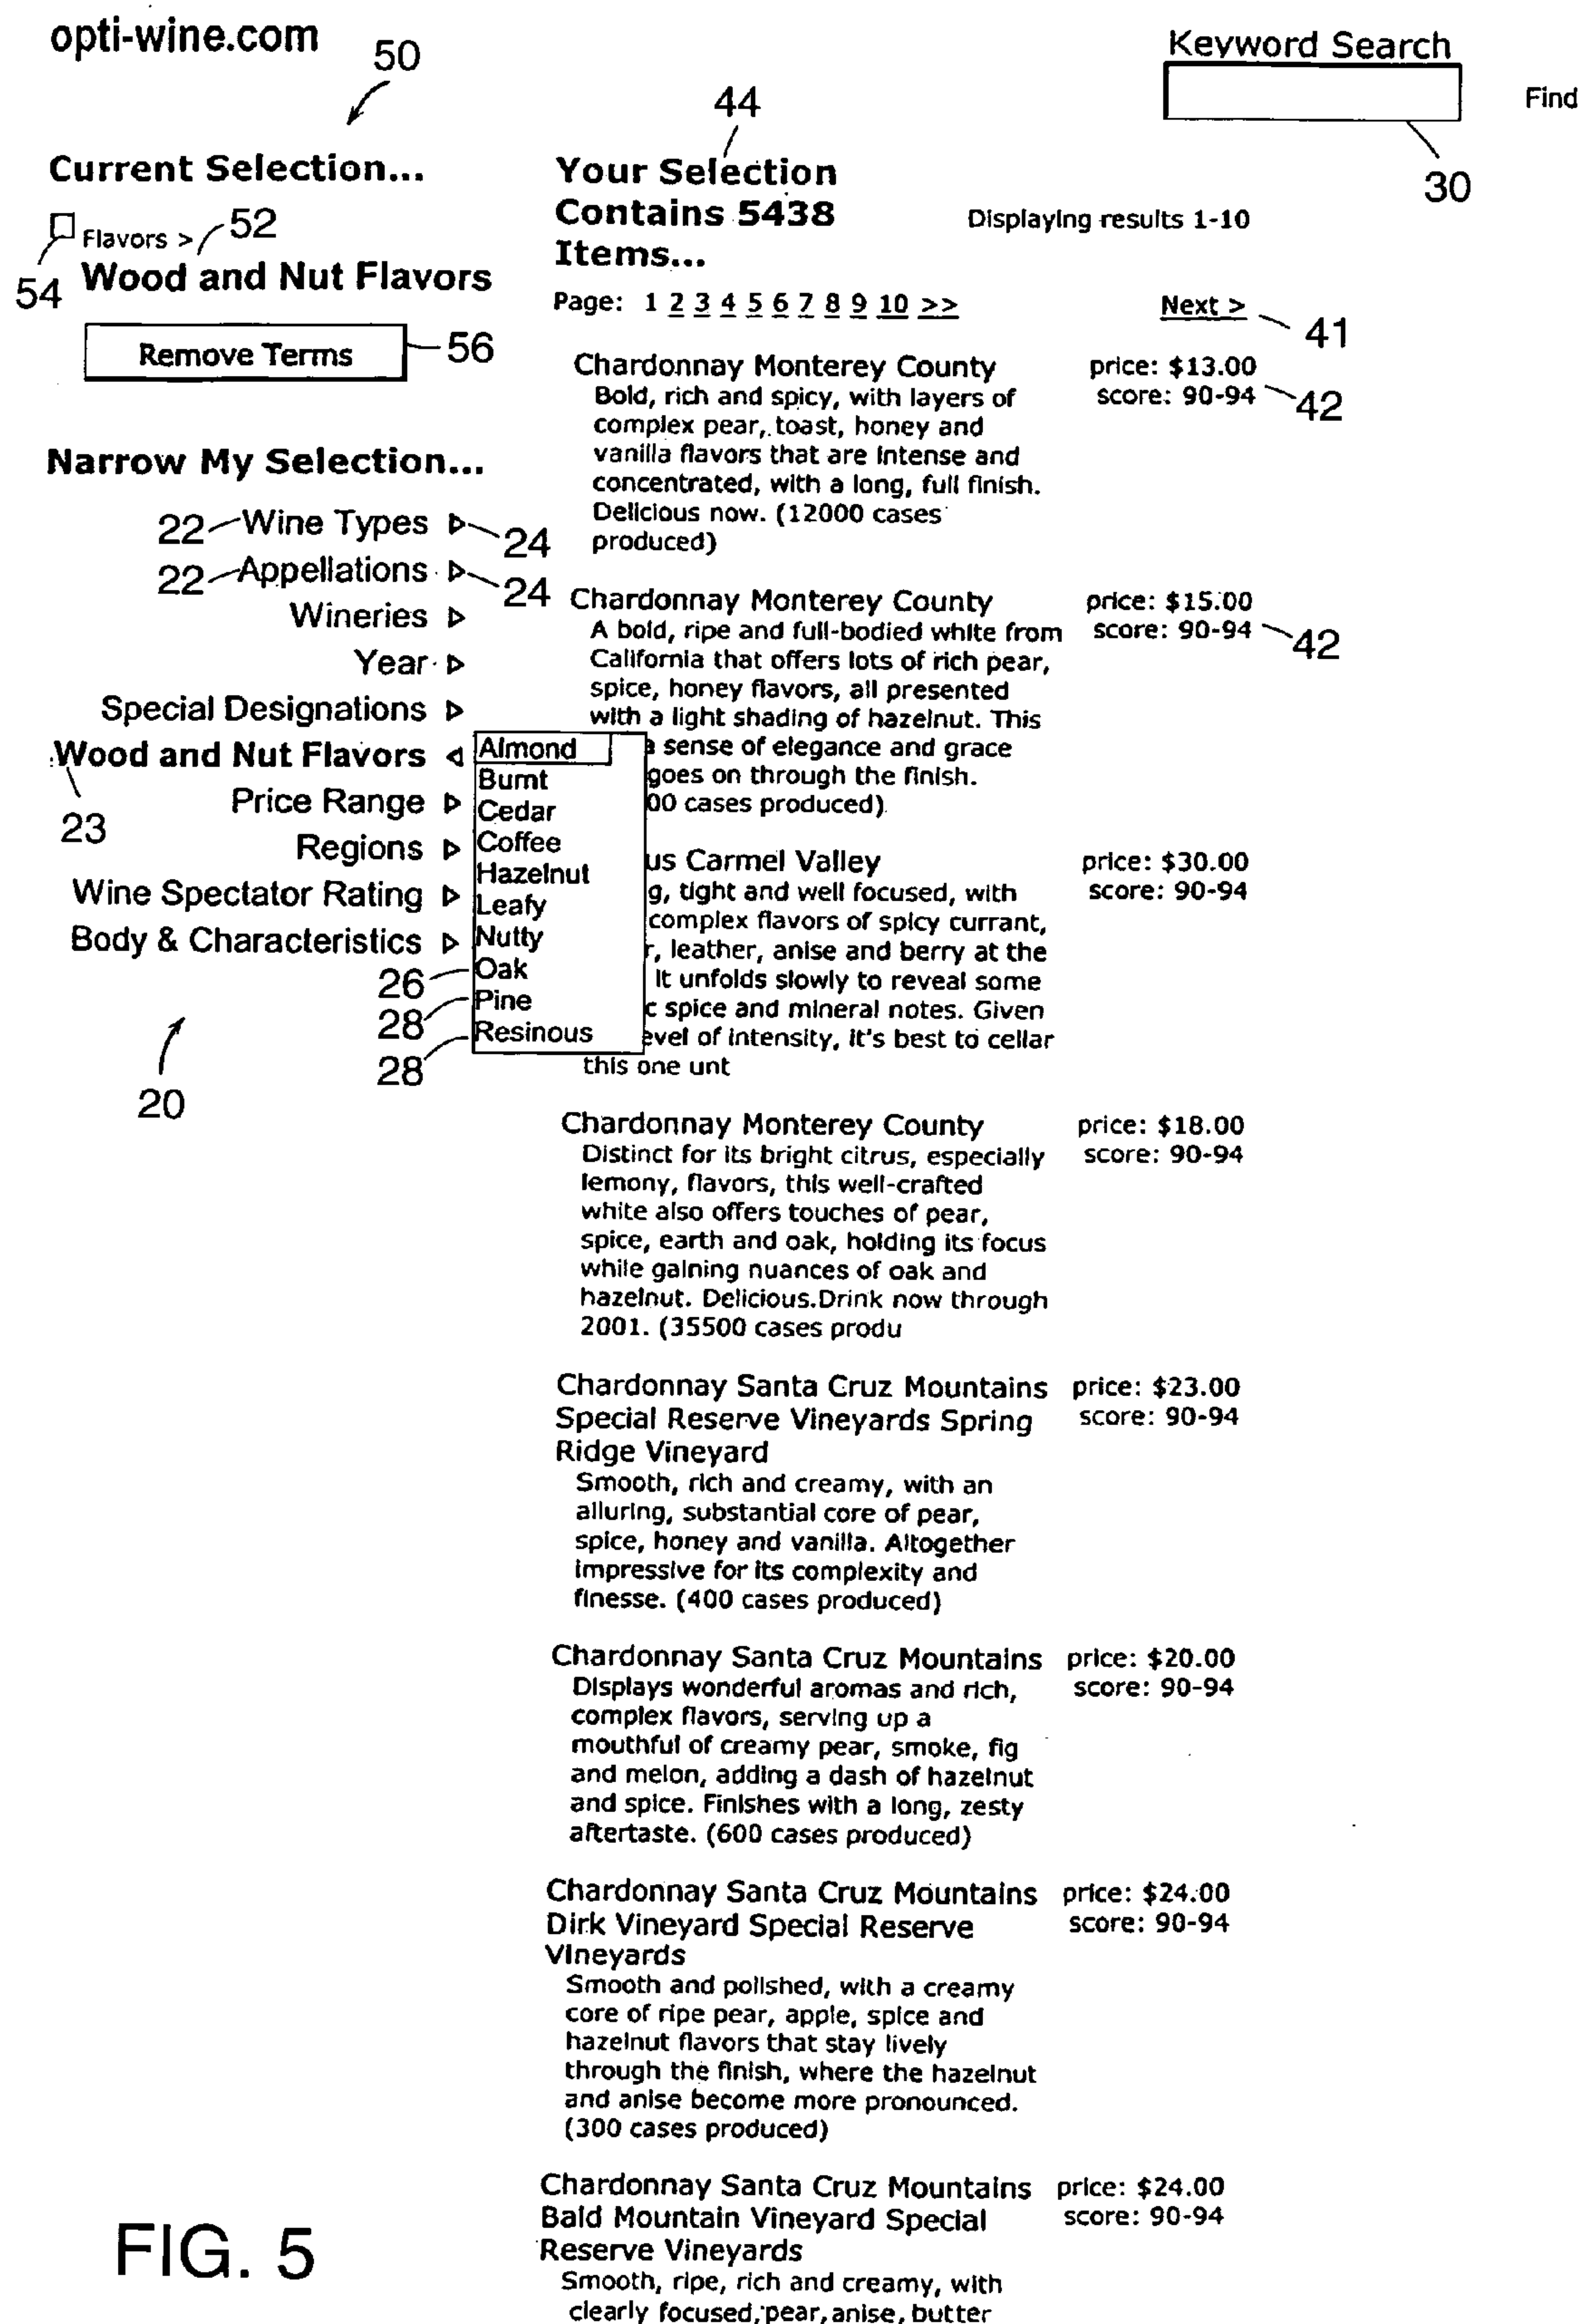 opti-wine.com
50
Keyword Search
Find
30
44
Current Selection...
54
Flavors >
52
Wood and Nut Flavors
Remove Terms
56
Your Selection
Contains 5438
Items...
Displaying results 1-10
Page: 1 2 3 4 5 6 7 8 9 10 >>
Next >
41
Narrow My Selection...
22 Wine Types 24
22 Appellations 24
Wineries
Year
Special Designations
Wood and Nut Flavors
23
Price Range
Regions
Wine Spectator Rating
Body & Characteristics
20
Almond
Burnt
Cedar
Coffee
Hazelnut
Leafy
Nutty
26 Oak
28 Pine
28 Resinous
Chardonnay Monterey County
price: $13.00
score: 90-94
42
Bold, rich and spicy, with layers of
complex pear, toast, honey and
vanilla flavors that are intense and
concentrated, with a long, full finish.
Delicious now. (12000 cases
produced)
Chardonnay Monterey County
price: $15.00
score: 90-94
42
A bold, ripe and full-bodied white from
California that offers lots of rich pear,
spice, honey flavors, all presented
with a light shading of hazelnut. This
sense of elegance and grace
goes on through the finish.
00 cases produced)
us Carmel Valley
price: $30.00
score: 90-94
g, tight and well focused, with
complex flavors of spicy currant,
r, leather, anise and berry at the
It unfolds slowly to reveal some
c spice and mineral notes. Given
evel of intensity, it's best to cellar
this one unt
Chardonnay Monterey County
price: $18.00
score: 90-94
Distinct for its bright citrus, especially
lemony, flavors, this well-crafted
white also offers touches of pear,
spice, earth and oak, holding its focus
while gaining nuances of oak and
hazelnut. Delicious.Drink now through
2001. (35500 cases produ
Chardonnay Santa Cruz Mountains
Special Reserve Vineyards Spring
Ridge Vineyard
price: $23.00
score: 90-94
Smooth, rich and creamy, with an
alluring, substantial core of pear,
spice, honey and vanilla. Altogether
impressive for its complexity and
finesse. (400 cases produced)
Chardonnay Santa Cruz Mountains
price: $20.00
score: 90-94
Displays wonderful aromas and rich,
complex flavors, serving up a
mouthful of creamy pear, smoke, fig
and melon, adding a dash of hazelnut
and spice. Finishes with a long, zesty
aftertaste. (600 cases produced)
Chardonnay Santa Cruz Mountains
Dirk Vineyard Special Reserve
Vineyards
price: $24.00
score: 90-94
Smooth and polished, with a creamy
core of ripe pear, apple, spice and
hazelnut flavors that stay lively
through the finish, where the hazelnut
and anise become more pronounced.
(300 cases produced)
Chardonnay Santa Cruz Mountains
Bald Mountain Vineyard Special
Reserve Vineyards
price: $24.00
score: 90-94
Smooth, ripe, rich and creamy, with
clearly focused, pear, anise, butter
FIG. 5